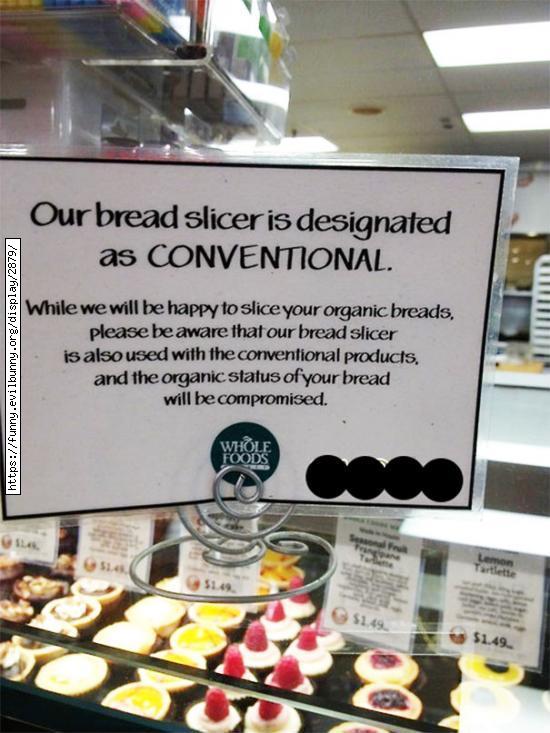 Our bread slicer is designated
as CONVENTIONAL.
While we will be happy to slice your organic breads,
please be aware that our bread slicer
is also used with the conventional products,
and the organic status of your bread
will be compromised.
WHOLE
FOODS
https://funny.evilbunny.org/display/2879/
$1.49
$1.49
$1.49
Seasonal Fruit
Frangipane
Tartlette
$1.49
Lemon
Tartlette
$1.49